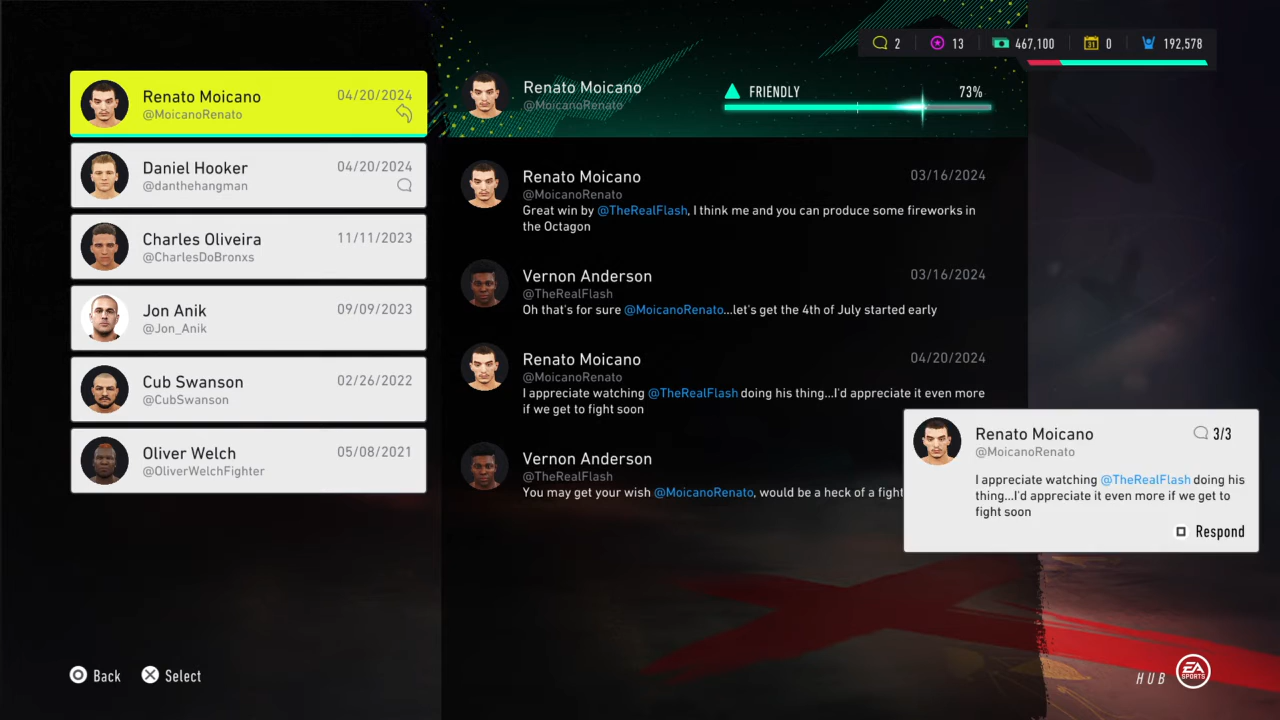 2
13
467,100
31
0
192,578
Renato Moicano
04/20/2024
@MoicanoRenato
Daniel Hooker
04/20/2024
@danthehangman
Charles Oliveira
11/11/2023
@CharlesDoBronxs
Jon Anik
09/09/2023
@Jon_Anik
Cub Swanson
02/26/2022
@CubSwanson
Oliver Welch
05/08/2021
@OliverWelchFighter
Renato Moicano
@MoicanoRenato
FRIENDLY
73%
Renato Moicano
03/16/2024
@MoicanoRenato
Great win by @TheRealFlash, I think me and you can produce some fireworks in
the Octagon
Vernon Anderson
03/16/2024
@TheRealFlash
Oh that's for sure @MoicanoRenato...let's get the 4th of July started early
Renato Moicano
04/20/2024
@MoicanoRenato
I appreciate watching @TheRealFlash doing his thing...I'd appreciate it even more
if we get to fight soon
Vernon Anderson
@TheRealFlash
You may get your wish @MoicanoRenato, would be a heck of a fight
Renato Moicano
3/3
@MoicanoRenato
I appreciate watching @TheRealFlash doing his
thing...I'd appreciate it even more if we get to
fight soon
Respond
Back
Select
HUB
EA
SPORTS